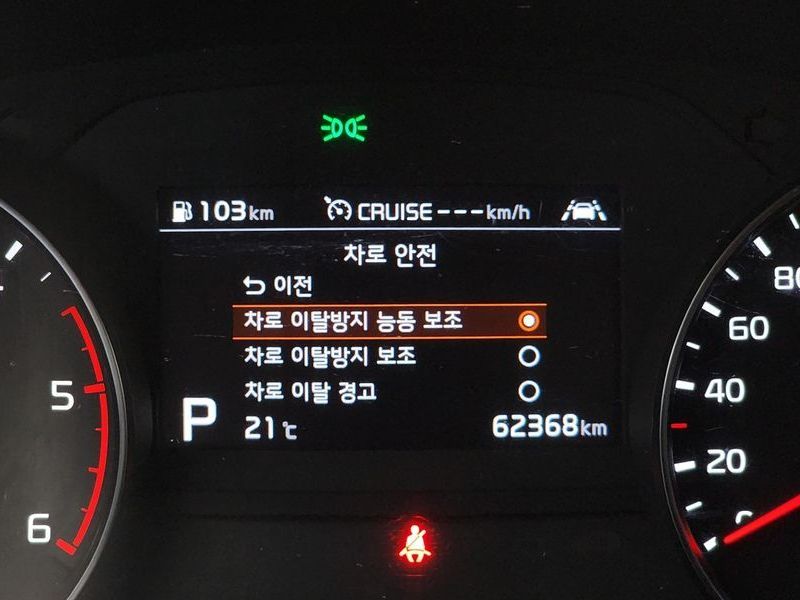 103km CRUISE---km/h
차로 안전
이전
차로 이탈방지 능동 보조
차로 이탈방지 보조
차로 이탈 경고
P 21℃ 62368km
5
6
80
60
40
20
0